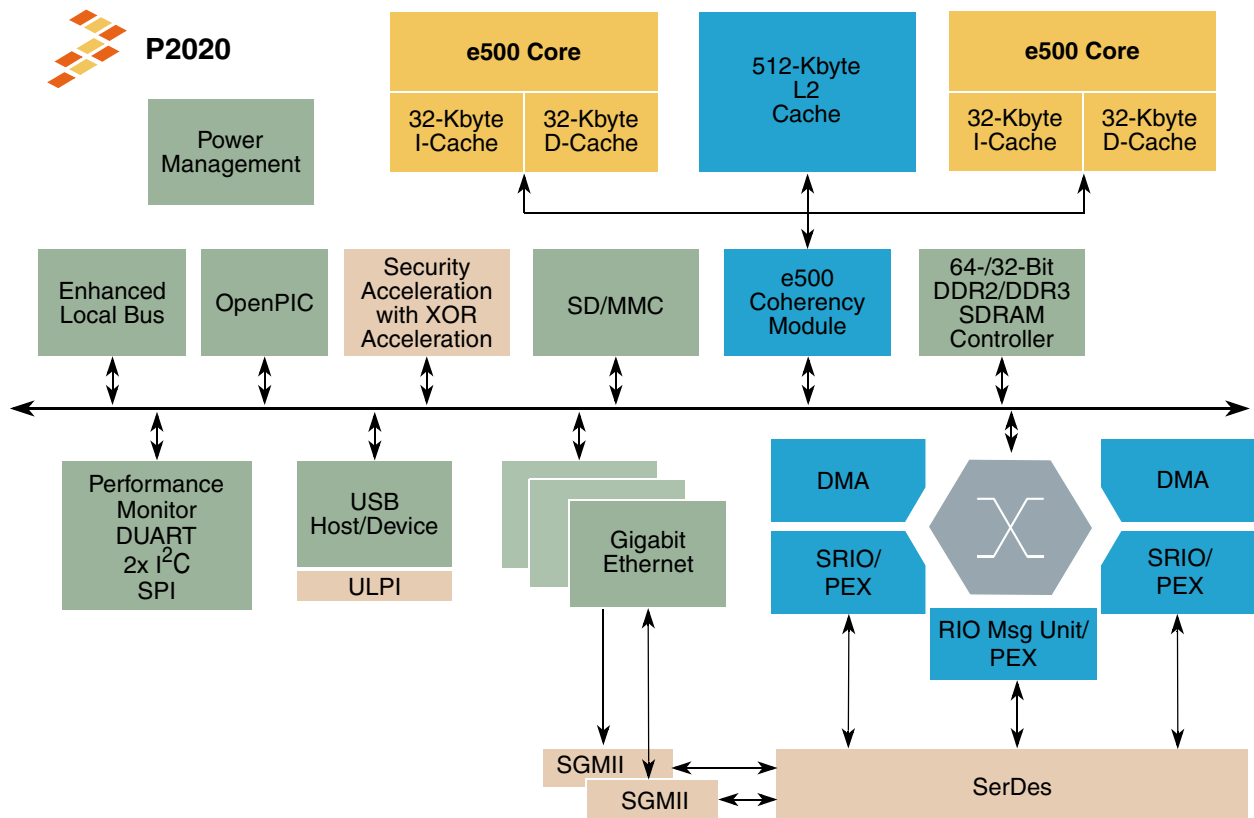 P2020
e500 Core
32-Kbyte
I-Cache
32-Kbyte
D-Cache
512-Kbyte
L2
Cache
e500 Core
32-Kbyte
I-Cache
32-Kbyte
D-Cache
Power
Management
Enhanced
Local Bus
OpenPIC
Security
Acceleration
with XOR
Acceleration
SD/MMC
e500
Coherency
Module
64-/32-Bit
DDR2/DDR3
SDRAM
Controller
Performance
Monitor
DUART
2x I²C
SPI
USB
Host/Device
ULPI
Gigabit
Ethernet
DMA
SRIO/
PEX
DMA
SRIO/
PEX
RIO Msg Unit/
PEX
SGMII
SGMII
SerDes